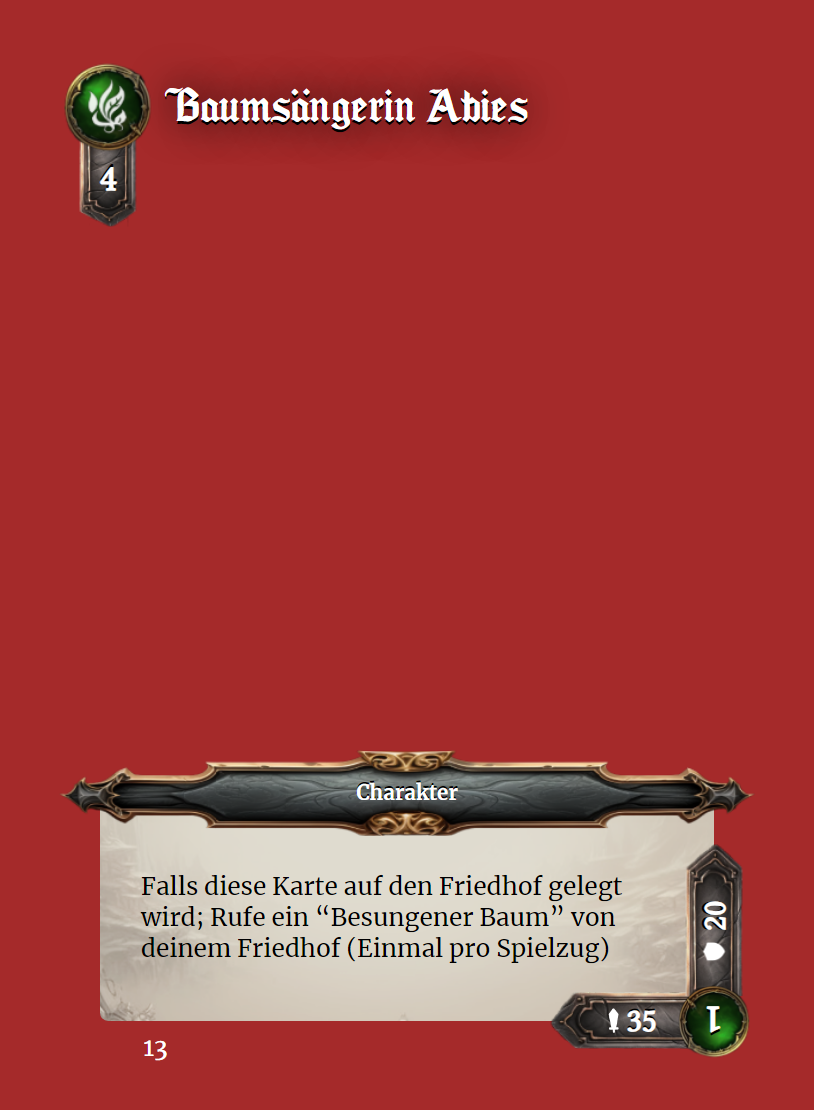 Baumsängerin Abies
4
Charakter
Falls diese Karte auf den Friedhof gelegt
wird; Rufe ein “Besungener Baum” von
deinem Friedhof (Einmal pro Spielzug)
20
35
1
13